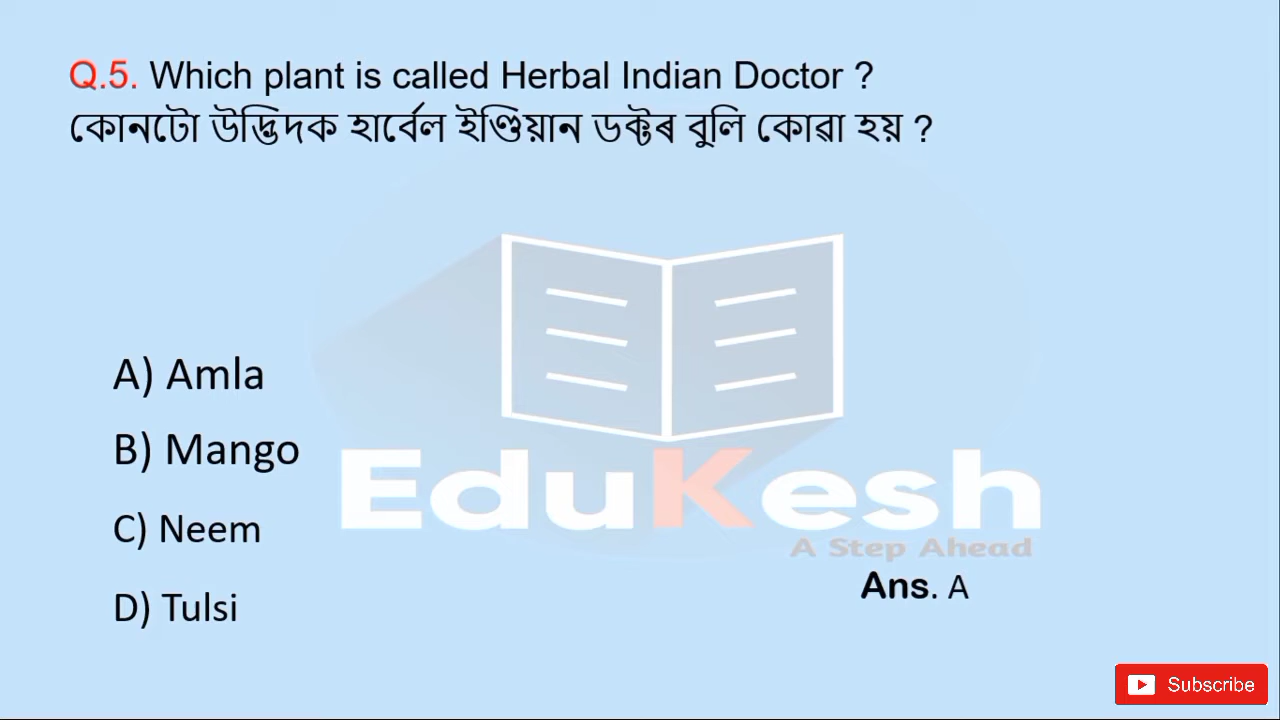 Q.5. Which plant is called Herbal Indian Doctor ?
কোনটো উদ্ভিদক হাৰ্বেল ইণ্ডিয়ান ডক্টৰ বুলি কোৱা হয় ?
A) Amla
B) Mango
C) Neem
D) Tulsi
EduKesh
A Step Ahead
Ans. A
Subscribe